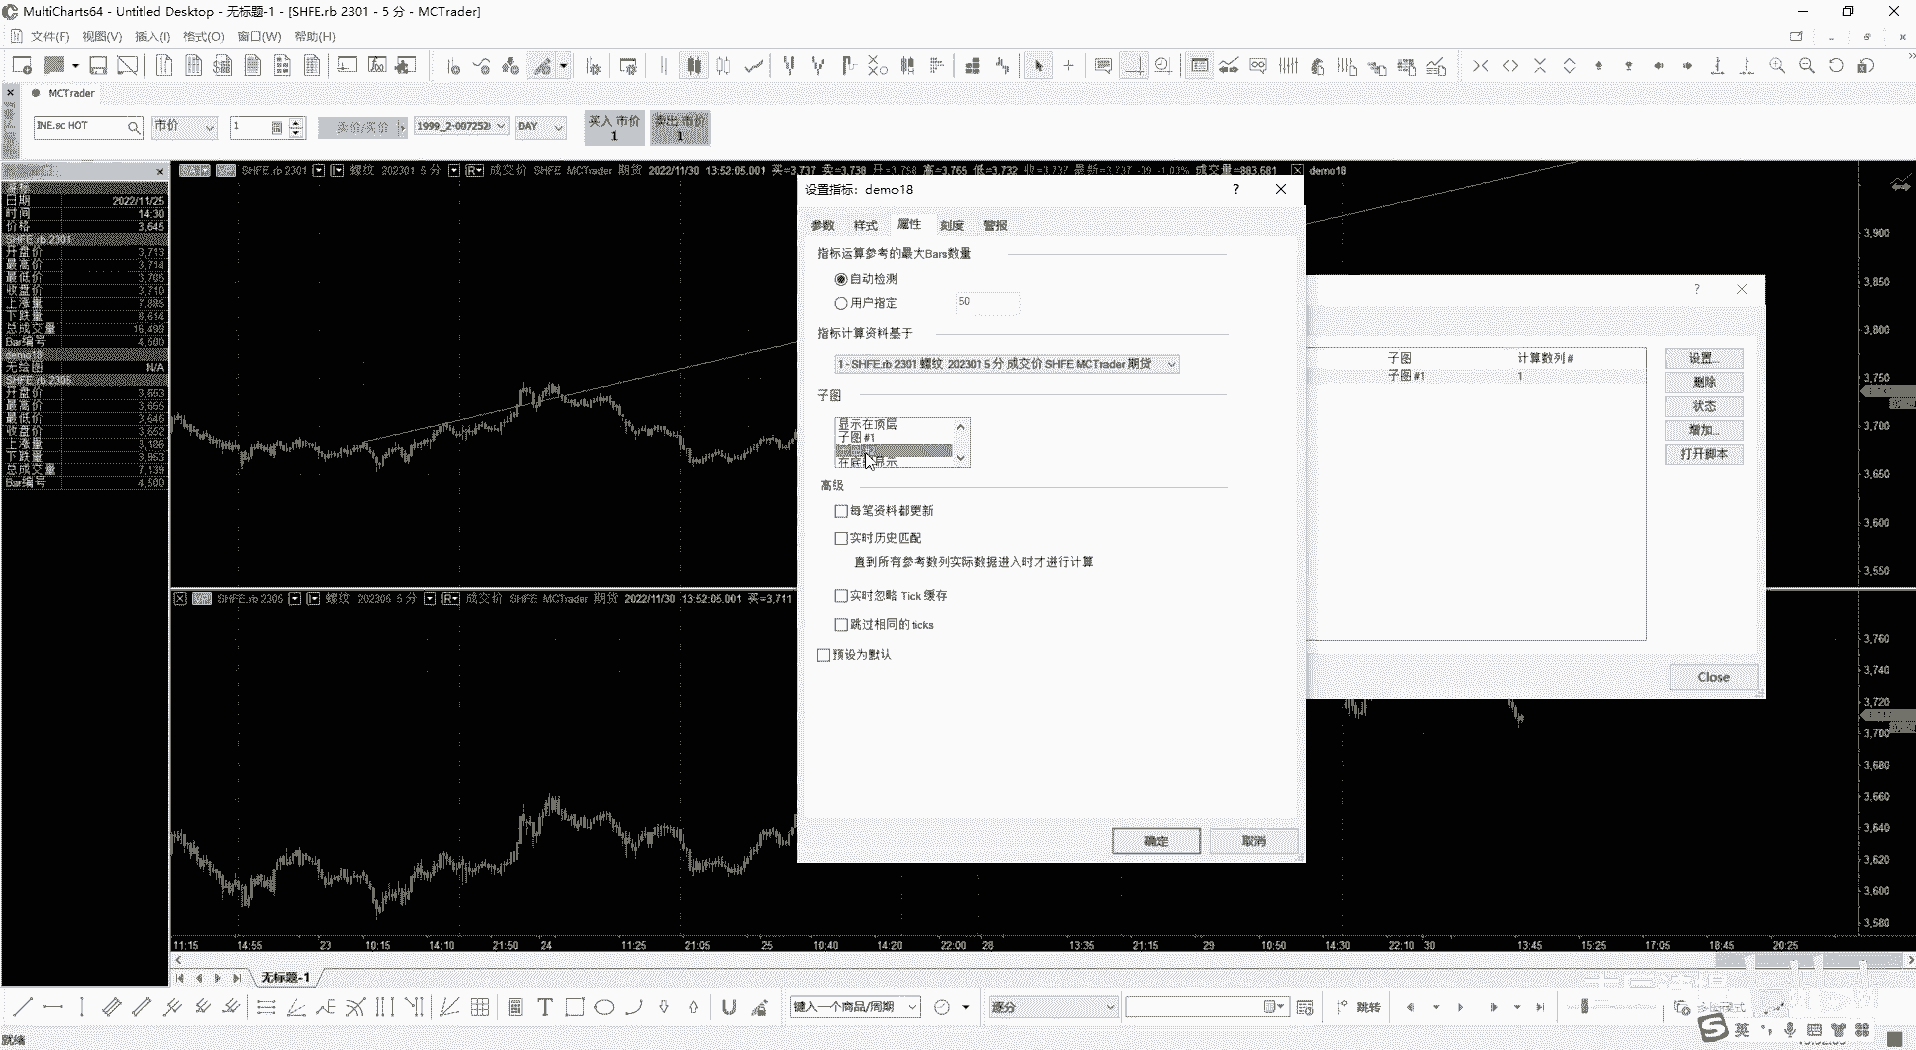 MultiCharts64 - Untitled Desktop - 无标题-1 - [SHFE.rb 2301 - 5 分 - MCTrader]
文件(F) 视图(V) 插入(I) 格式(O) 窗口(W) 帮助(H)
MCTrader
INE.sc HOT 市价 1 卖价/买价 1999_2-007252 DAY 买入 市价 1 卖出 市价 1
SHFE.rb 2301 螺纹 202301 5 分 成交价 SHFE MCTrader 期货 2022/11/30 13:52:05.001 买=3,737 卖=3,738 开=3,758 高=3,765 低=3,732 收=3,737 最新=3,737 -39 -1.03% 成交量=883,681 demo18
日期 2022/11/25
时间 14:30
价格 3,645
SHFE.rb 2301
开盘价 3,713
最高价 3,714
最低价 3,705
收盘价 3,710
上涨量 7,885
下跌量 8,614
总成交量 16,499
Bar编号 4,500
demo18
无绘图 N/A
SHFE.rb 2305
开盘价 3,653
最高价 3,655
最低价 3,646
收盘价 3,652
上涨量 3,186
下跌量 3,953
总成交量 7,139
Bar编号 4,500
设置指标: demo18
参数 样式 属性 刻度 警报
指标运算参考的最大Bars数量
自动检测
用户指定 50
指标计算资料基于
1 - SHFE.rb 2301 螺纹 202301 5 分 成交价 SHFE MCTrader 期货
子图
显示在顶层
子图 #1
高级
每笔资料都更新
实时历史匹配
直到所有参考数列实际数据进入时才进行计算
实时忽略 Tick 缓存
跳过相同的 ticks
预设为默认
确定 取消
子图 计算数列 #
子图 #1 1
设置...
删除
状态
增加...
打开脚本
Close
3,900
3,850
3,800
3,750
3,700
3,650
3,600
3,550
SHFE.rb 2305 螺纹 202305 5 分 成交价 SHFE MCTrader 期货 2022/11/30 13:52:05.001 买=3,711
3,760
3,740
3,720
3,700
3,680
3,660
3,640
3,620
3,600
3,580
11:15 14:55 23 10:15 14:10 21:50 24 11:25 21:05 25 10:40 14:20 22:00 28 13:35 21:15 29 10:50 14:30 22:10 30 13:45 15:25 17:05 18:45 20:25
无标题-1
键入一个商品/周期 逐分 跳转
英
就绪